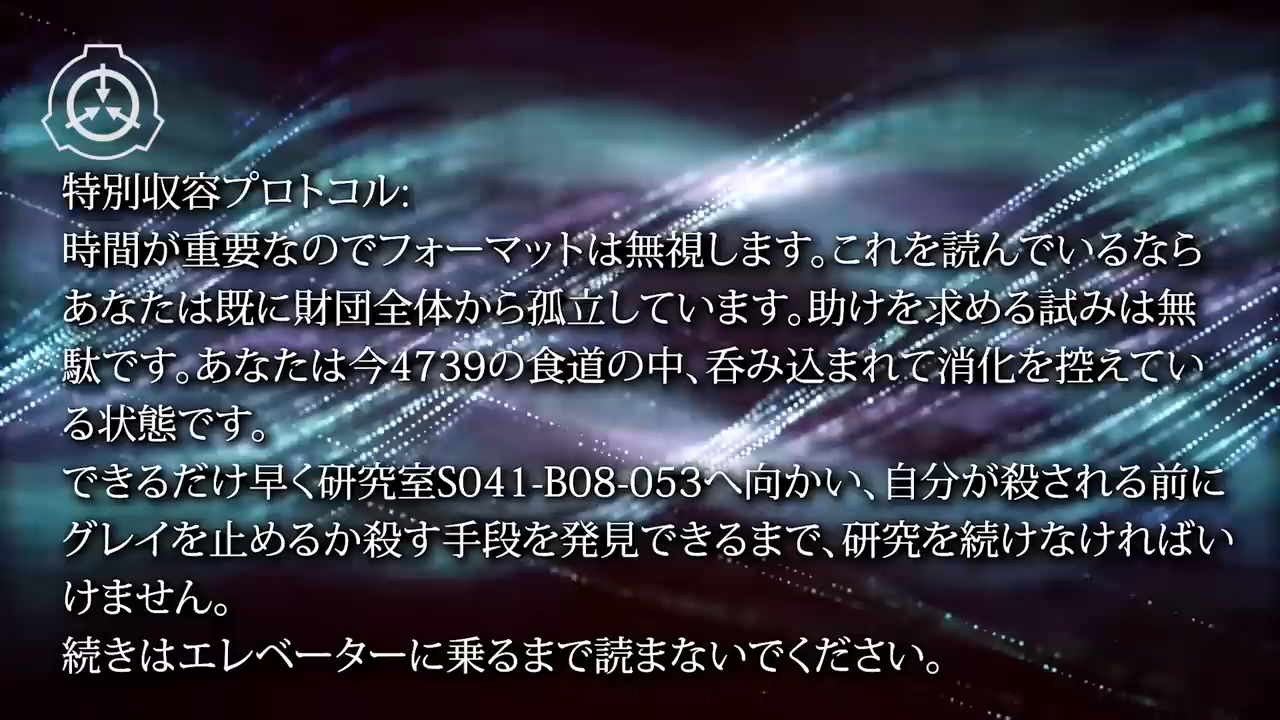 特別収容プロトコル:
時間が重要なのでフォーマットは無視します。これを読んでいるなら
あなたは既に財団全体から孤立しています。助けを求める試みは無
駄です。あなたは今4739の食道の中、呑み込まれて消化を控えてい
る状態です。
できるだけ早く研究室S041-B08-053へ向かい、自分が殺される前に
グレイを止めるか殺す手段を発見できるまで、研究を続けなければい
けません。
続きはエレベーターに乗るまで読まないでください。